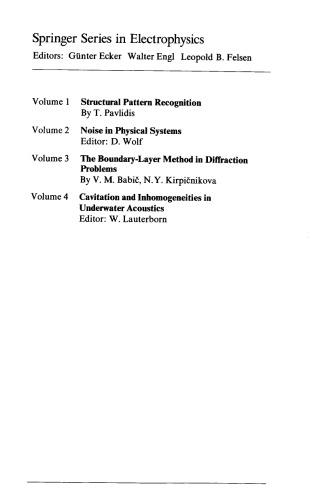 Springer Series in Electrophysics
Editors: Günter Ecker Walter Engl Leopold B. Felsen
Volume 1 Structural Pattern Recognition
By T. Pavlidis
Volume 2 Noise in Physical Systems
Editor: D. Wolf
Volume 3 The Boundary-Layer Method in Diffraction
Problems
By V. M. Babič, N. Y. Kirpičnikova
Volume 4 Cavitation and Inhomogeneities in
Underwater Acoustics
Editor: W. Lauterborn